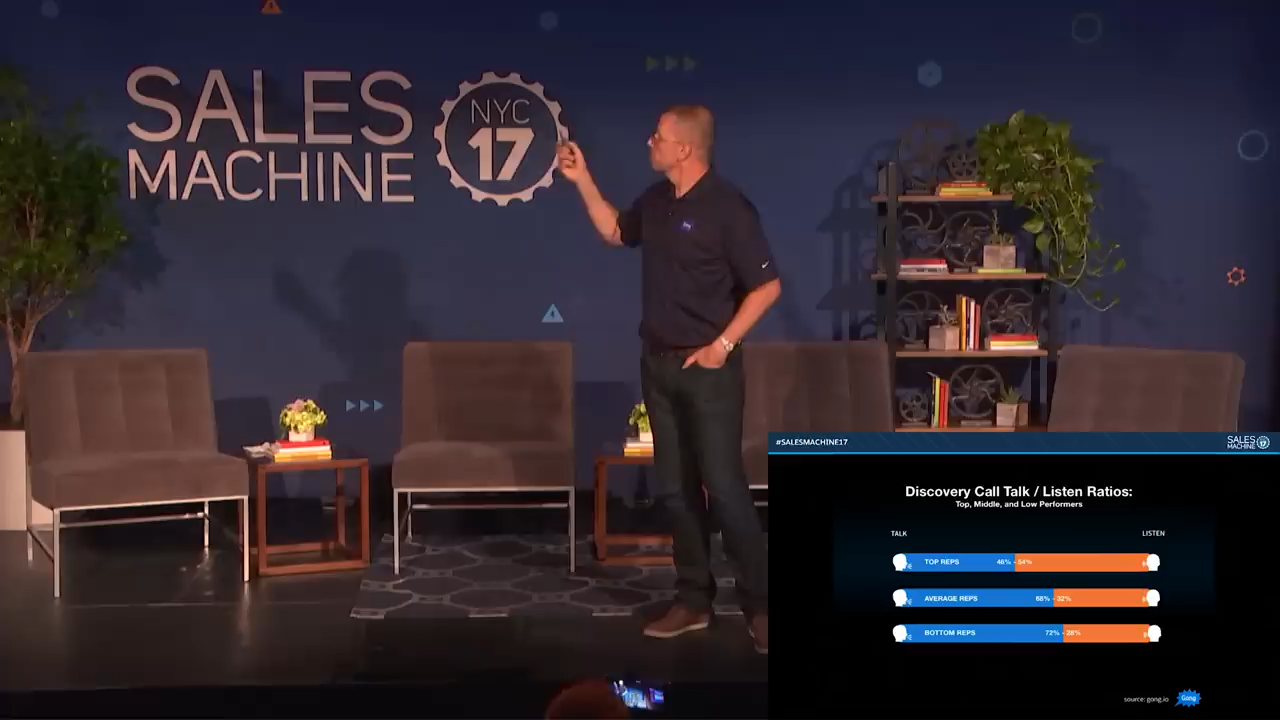 SALES
MACHINE
NYC
17
#SALESMACHINE17
SALES
MACHINE
17
Discovery Call Talk / Listen Ratios:
Top, Middle, and Low Performers
TALK
LISTEN
TOP REPS
46% - 54%
AVERAGE REPS
68% - 32%
BOTTOM REPS
72% - 28%
source: gong.io
Gong